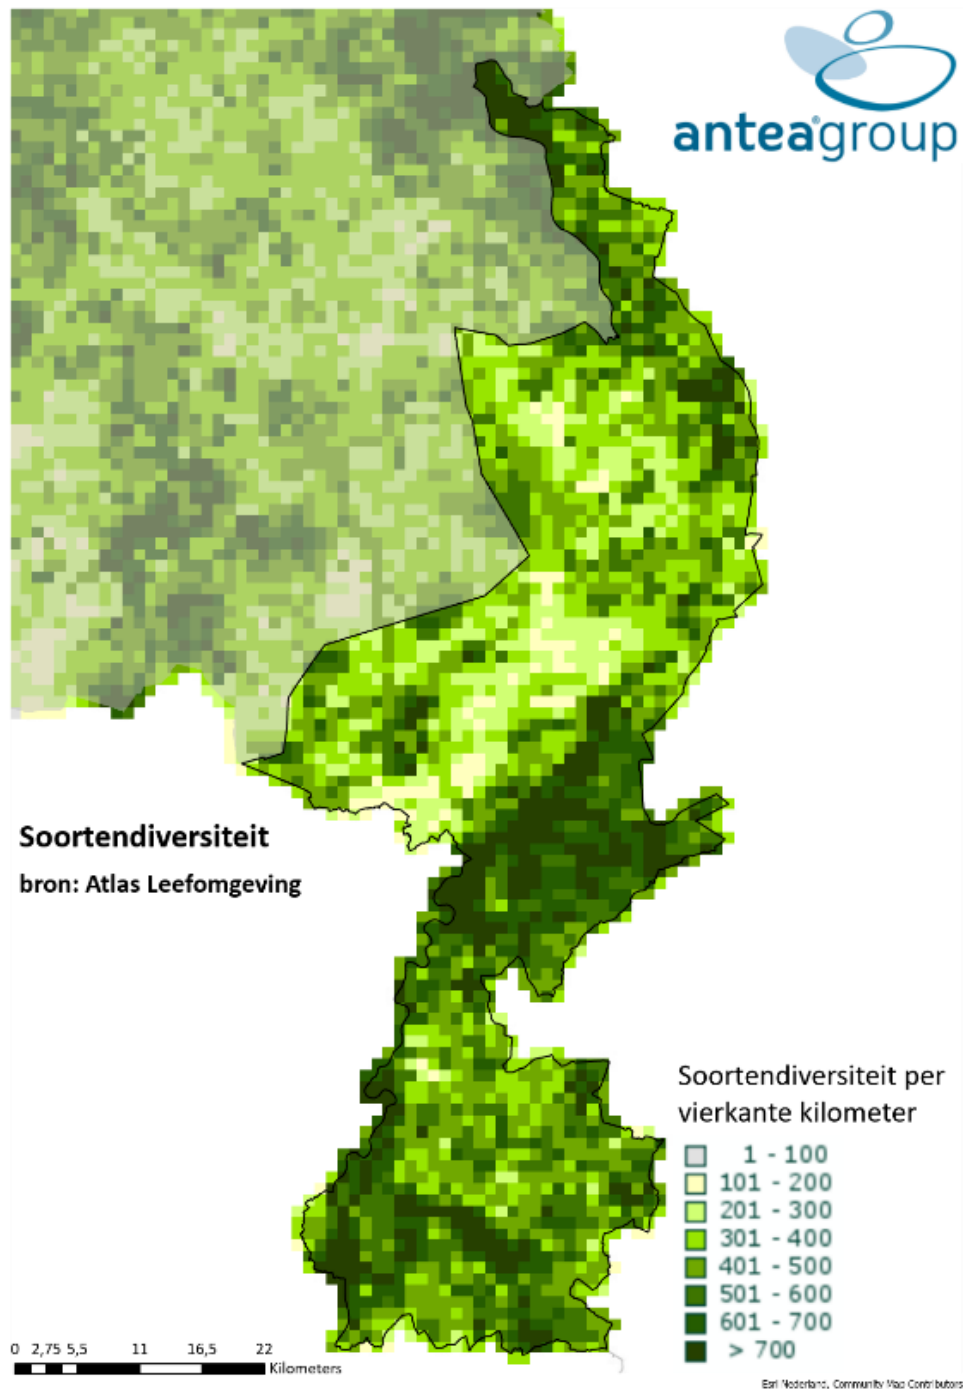 antea®group
Soortendiversiteit
bron: Atlas Leefomgeving
Soortendiversiteit per
vierkante kilometer
1 - 100
101 - 200
201 - 300
301 - 400
401 - 500
501 - 600
601 - 700
> 700
0 2,75 5,5 11 16,5 22
Kilometers
Esri Nederland, Community Map Contributors